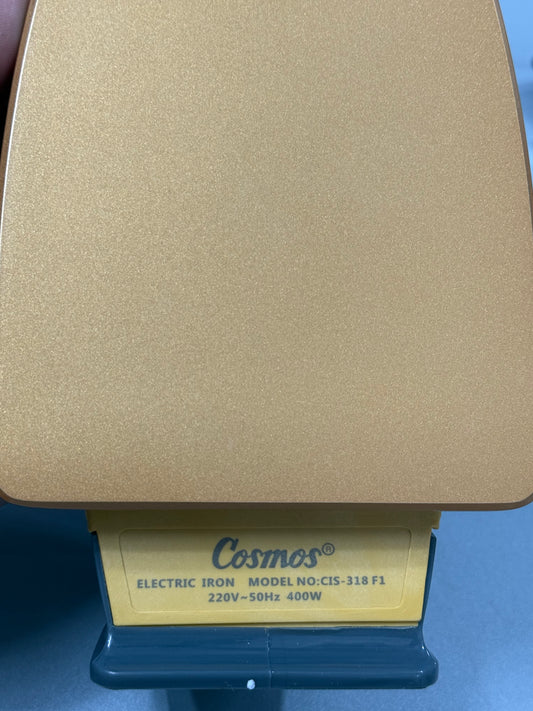 Cosmos®
ELECTRIC IRON MODEL NO:CIS-318 F1
220V~50Hz 400W